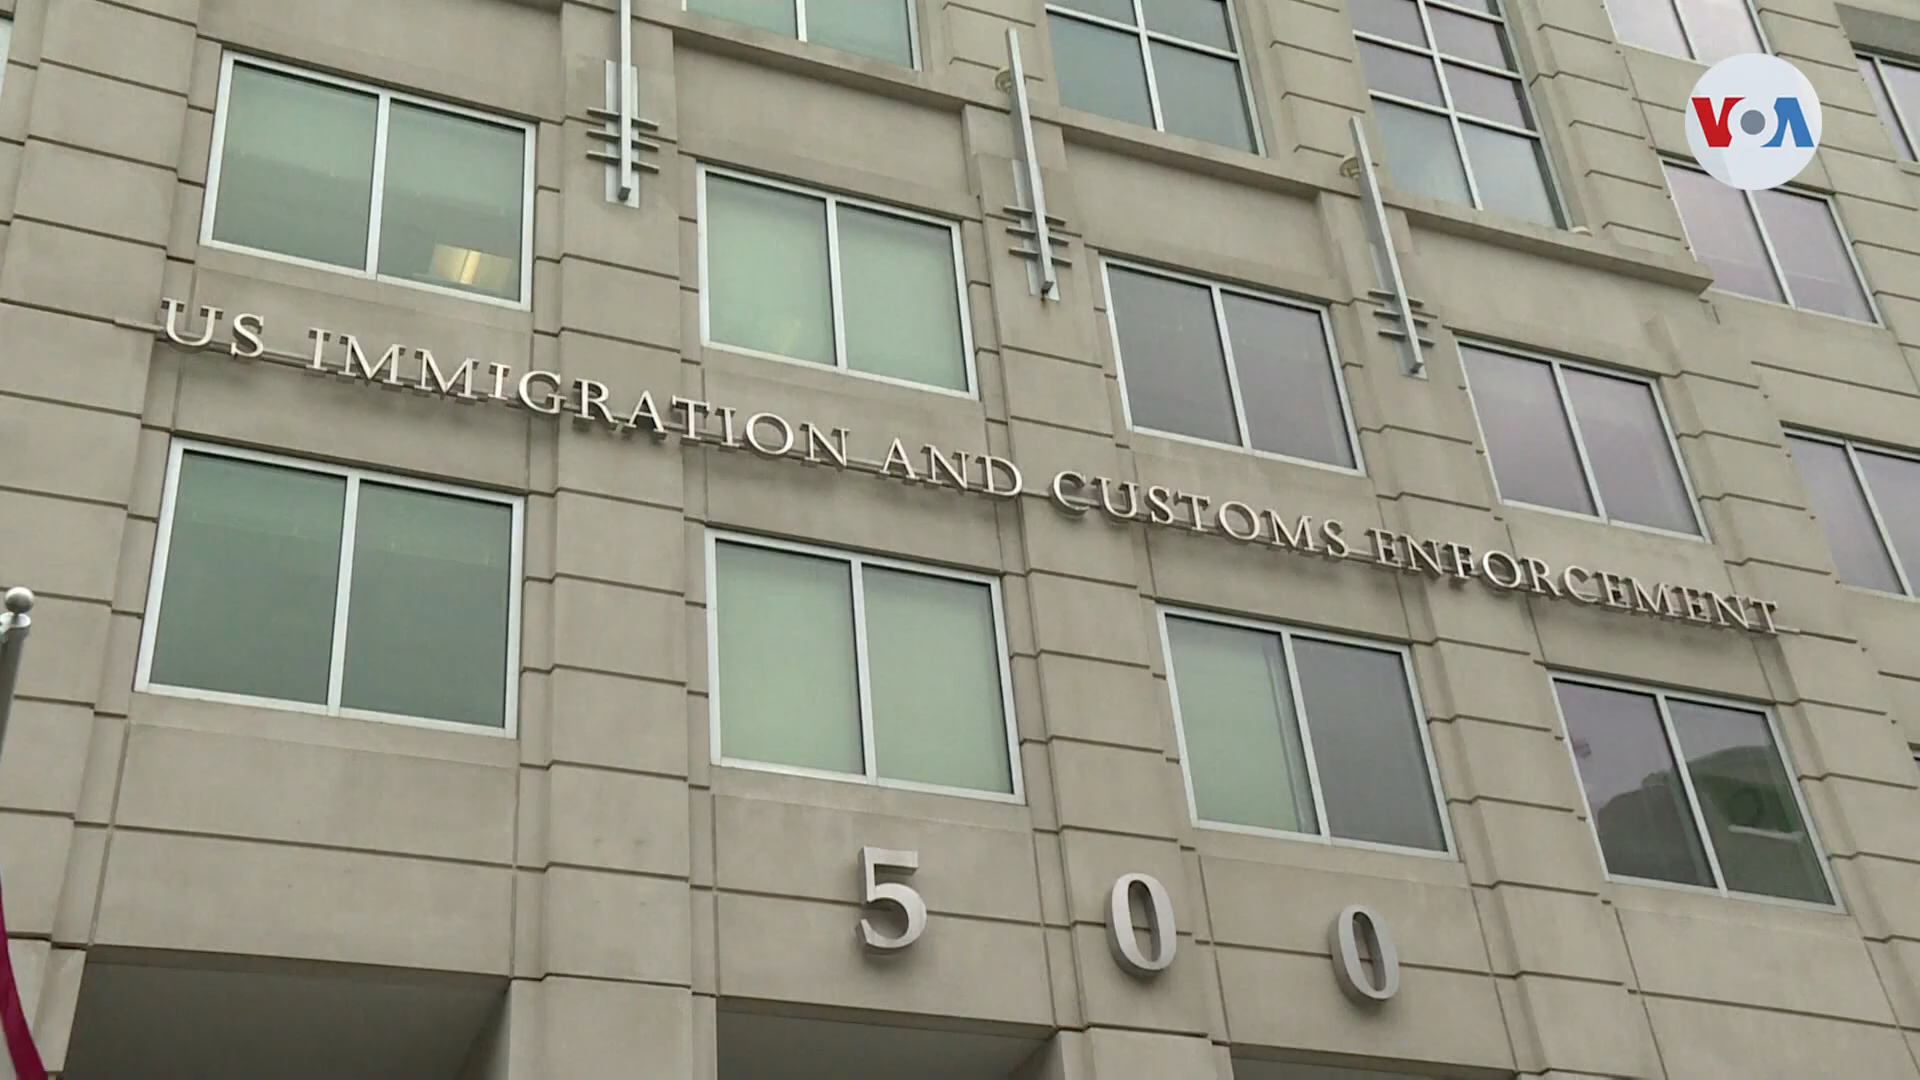 VOA
US IMMIGRATION AND CUSTOMS ENFORCEMENT
500